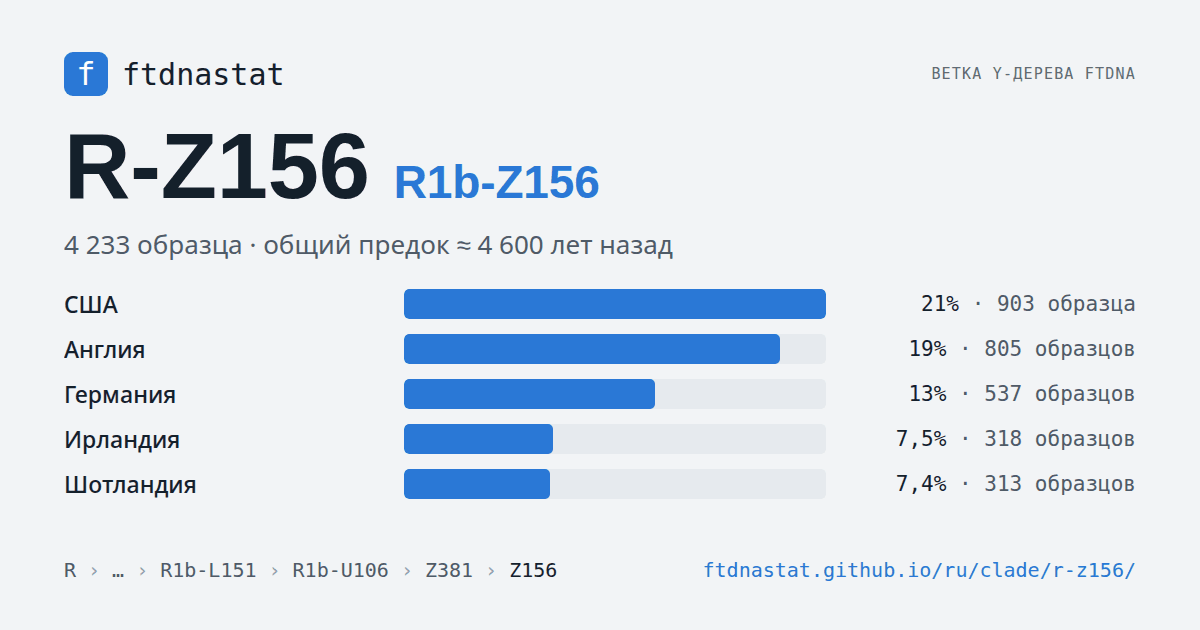 f ftdnastat
ВЕТКА Y-ДЕРЕВА FTDNA
R-Z156 R1b-Z156
4 233 образца · общий предок ≈ 4 600 лет назад
США 21% · 903 образца
Англия 19% · 805 образцов
Германия 13% · 537 образцов
Ирландия 7,5% · 318 образцов
Шотландия 7,4% · 313 образцов
R › … › R1b-L151 › R1b-U106 › Z381 › Z156
ftdnastat.github.io/ru/clade/r-z156/